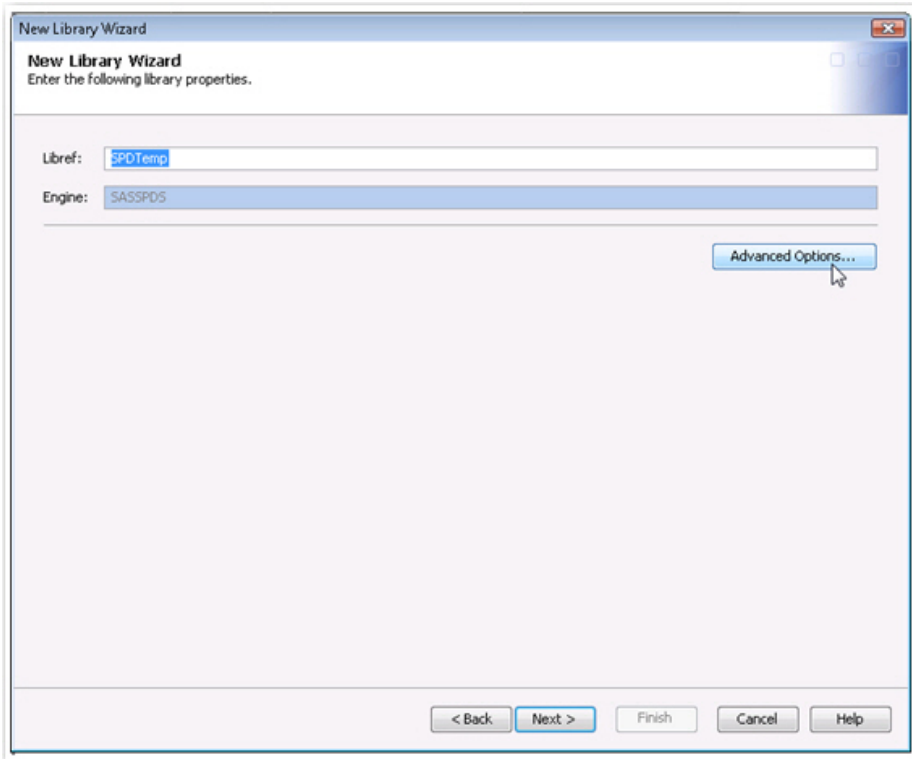 New Library Wizard
New Library Wizard
Enter the following library properties.
Libref: SPDTemp
Engine: SASSPDS
Advanced Options...
< Back Next > Finish Cancel Help